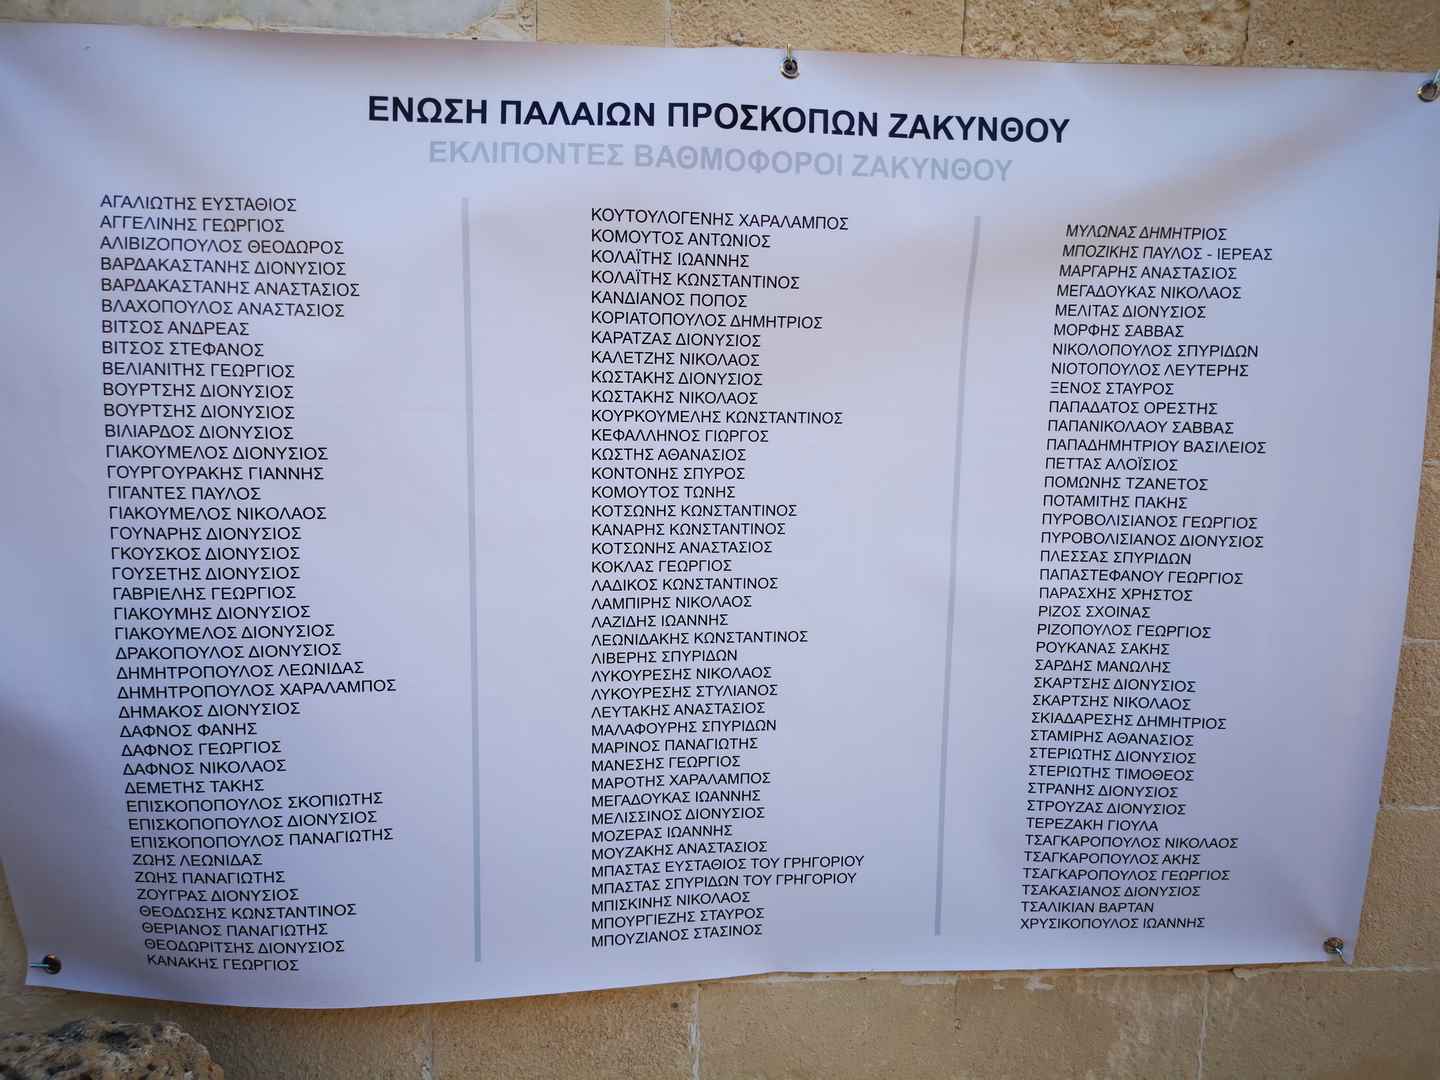 ΕΝΩΣΗ ΠΑΛΑΙΩΝ ΠΡΟΣΚΟΠΩΝ ΖΑΚΥΝΘΟΥ
ΕΚΛΙΠΟΝΤΕΣ ΒΑΘΜΟΦΟΡΟΙ ΖΑΚΥΝΘΟΥ
ΑΓΑΛΙΩΤΗΣ ΕΥΣΤΑΘΙΟΣ
ΑΓΓΕΛΙΝΗΣ ΓΕΩΡΓΙΟΣ
ΑΛΙΒΙΖΟΠΟΥΛΟΣ ΘΕΟΔΩΡΟΣ
ΒΑΡΔΑΚΑΣΤΑΝΗΣ ΔΙΟΝΥΣΙΟΣ
ΒΑΡΔΑΚΑΣΤΑΝΗΣ ΑΝΑΣΤΑΣΙΟΣ
ΒΛΑΧΟΠΟΥΛΟΣ ΑΝΑΣΤΑΣΙΟΣ
ΒΙΤΣΟΣ ΑΝΔΡΕΑΣ
ΒΙΤΣΟΣ ΣΤΕΦΑΝΟΣ
ΒΕΛΙΑΝΙΤΗΣ ΓΕΩΡΓΙΟΣ
ΒΟΥΡΤΣΗΣ ΔΙΟΝΥΣΙΟΣ
ΒΟΥΡΤΣΗΣ ΔΙΟΝΥΣΙΟΣ
ΒΙΛΙΑΡΔΟΣ ΔΙΟΝΥΣΙΟΣ
ΓΙΑΚΟΥΜΕΛΟΣ ΔΙΟΝΥΣΙΟΣ
ΓΟΥΡΓΟΥΡΑΚΗΣ ΓΙΑΝΝΗΣ
ΓΙΓΑΝΤΕΣ ΠΑΥΛΟΣ
ΓΙΑΚΟΥΜΕΛΟΣ ΝΙΚΟΛΑΟΣ
ΓΟΥΝΑΡΗΣ ΔΙΟΝΥΣΙΟΣ
ΓΚΟΥΣΚΟΣ ΔΙΟΝΥΣΙΟΣ
ΓΟΥΣΕΤΗΣ ΔΙΟΝΥΣΙΟΣ
ΓΑΒΡΙΕΛΗΣ ΓΕΩΡΓΙΟΣ
ΓΙΑΚΟΥΜΗΣ ΔΙΟΝΥΣΙΟΣ
ΓΙΑΚΟΥΜΕΛΟΣ ΔΙΟΝΥΣΙΟΣ
ΔΡΑΚΟΠΟΥΛΟΣ ΔΙΟΝΥΣΙΟΣ
ΔΗΜΗΤΡΟΠΟΥΛΟΣ ΛΕΩΝΙΔΑΣ
ΔΗΜΗΤΡΟΠΟΥΛΟΣ ΧΑΡΑΛΑΜΠΟΣ
ΔΗΜΑΚΟΣ ΔΙΟΝΥΣΙΟΣ
ΔΑΦΝΟΣ ΦΑΝΗΣ
ΔΑΦΝΟΣ ΓΕΩΡΓΙΟΣ
ΔΑΦΝΟΣ ΝΙΚΟΛΑΟΣ
ΔΕΜΕΤΗΣ ΤΑΚΗΣ
ΕΠΙΣΚΟΠΟΠΟΥΛΟΣ ΣΚΟΠΙΩΤΗΣ
ΕΠΙΣΚΟΠΟΠΟΥΛΟΣ ΔΙΟΝΥΣΙΟΣ
ΕΠΙΣΚΟΠΟΠΟΥΛΟΣ ΠΑΝΑΓΙΩΤΗΣ
ΖΩΗΣ ΛΕΩΝΙΔΑΣ
ΖΩΗΣ ΠΑΝΑΓΙΩΤΗΣ
ΖΟΥΓΡΑΣ ΔΙΟΝΥΣΙΟΣ
ΘΕΟΔΩΣΗΣ ΚΩΝΣΤΑΝΤΙΝΟΣ
ΘΕΡΙΑΝΟΣ ΠΑΝΑΓΙΩΤΗΣ
ΘΕΟΔΩΡΙΤΣΗΣ ΔΙΟΝΥΣΙΟΣ
ΚΑΝΑΚΗΣ ΓΕΩΡΓΙΟΣ
ΚΟΥΤΟΥΛΟΓΕΝΗΣ ΧΑΡΑΛΑΜΠΟΣ
ΚΟΜΟΥΤΟΣ ΑΝΤΩΝΙΟΣ
ΚΟΛΑΪΤΗΣ ΙΩΑΝΝΗΣ
ΚΟΛΑΪΤΗΣ ΚΩΝΣΤΑΝΤΙΝΟΣ
ΚΑΝΔΙΑΝΟΣ ΠΟΠΟΣ
ΚΟΡΙΑΤΟΠΟΥΛΟΣ ΔΗΜΗΤΡΙΟΣ
ΚΑΡΑΤΖΑΣ ΔΙΟΝΥΣΙΟΣ
ΚΑΛΕΤΖΗΣ ΝΙΚΟΛΑΟΣ
ΚΩΣΤΑΚΗΣ ΔΙΟΝΥΣΙΟΣ
ΚΩΣΤΑΚΗΣ ΝΙΚΟΛΑΟΣ
ΚΟΥΡΚΟΥΜΕΛΗΣ ΚΩΝΣΤΑΝΤΙΝΟΣ
ΚΕΦΑΛΛΗΝΟΣ ΓΙΩΡΓΟΣ
ΚΩΣΤΗΣ ΑΘΑΝΑΣΙΟΣ
ΚΟΝΤΟΝΗΣ ΣΠΥΡΟΣ
ΚΟΜΟΥΤΟΣ ΤΩΝΗΣ
ΚΟΤΣΩΝΗΣ ΚΩΝΣΤΑΝΤΙΝΟΣ
ΚΑΝΑΡΗΣ ΚΩΝΣΤΑΝΤΙΝΟΣ
ΚΟΤΣΩΝΗΣ ΑΝΑΣΤΑΣΙΟΣ
ΚΟΚΛΑΣ ΓΕΩΡΓΙΟΣ
ΛΑΔΙΚΟΣ ΚΩΝΣΤΑΝΤΙΝΟΣ
ΛΑΜΠΙΡΗΣ ΝΙΚΟΛΑΟΣ
ΛΑΖΙΔΗΣ ΙΩΑΝΝΗΣ
ΛΕΩΝΙΔΑΚΗΣ ΚΩΝΣΤΑΝΤΙΝΟΣ
ΛΙΒΕΡΗΣ ΣΠΥΡΙΔΩΝ
ΛΥΚΟΥΡΕΣΗΣ ΝΙΚΟΛΑΟΣ
ΛΥΚΟΥΡΕΣΗΣ ΣΤΥΛΙΑΝΟΣ
ΛΕΥΤΑΚΗΣ ΑΝΑΣΤΑΣΙΟΣ
ΜΑΛΑΦΟΥΡΗΣ ΣΠΥΡΙΔΩΝ
ΜΑΡΙΝΟΣ ΠΑΝΑΓΙΩΤΗΣ
ΜΑΝΕΣΗΣ ΓΕΩΡΓΙΟΣ
ΜΑΡΟΤΗΣ ΧΑΡΑΛΑΜΠΟΣ
ΜΕΓΑΔΟΥΚΑΣ ΙΩΑΝΝΗΣ
ΜΕΛΙΣΣΙΝΟΣ ΔΙΟΝΥΣΙΟΣ
ΜΟΖΕΡΑΣ ΙΩΑΝΝΗΣ
ΜΟΥΖΑΚΗΣ ΑΝΑΣΤΑΣΙΟΣ
ΜΠΑΣΤΑΣ ΕΥΣΤΑΘΙΟΣ ΤΟΥ ΓΡΗΓΟΡΙΟΥ
ΜΠΑΣΤΑΣ ΣΠΥΡΙΔΩΝ ΤΟΥ ΓΡΗΓΟΡΙΟΥ
ΜΠΙΣΚΙΝΗΣ ΝΙΚΟΛΑΟΣ
ΜΠΟΥΡΓΙΕΖΗΣ ΣΤΑΥΡΟΣ
ΜΠΟΥΖΙΑΝΟΣ ΣΤΑΣΙΝΟΣ
ΜΥΛΩΝΑΣ ΔΗΜΗΤΡΙΟΣ
ΜΠΟΖΙΚΗΣ ΠΑΥΛΟΣ - ΙΕΡΕΑΣ
ΜΑΡΓΑΡΗΣ ΑΝΑΣΤΑΣΙΟΣ
ΜΕΓΑΔΟΥΚΑΣ ΝΙΚΟΛΑΟΣ
ΜΕΛΙΤΑΣ ΔΙΟΝΥΣΙΟΣ
ΜΟΡΦΗΣ ΣΑΒΒΑΣ
ΝΙΚΟΛΟΠΟΥΛΟΣ ΣΠΥΡΙΔΩΝ
ΝΙΟΤΟΠΟΥΛΟΣ ΛΕΥΤΕΡΗΣ
ΞΕΝΟΣ ΣΤΑΥΡΟΣ
ΠΑΠΑΔΑΤΟΣ ΟΡΕΣΤΗΣ
ΠΑΠΑΝΙΚΟΛΑΟΥ ΣΑΒΒΑΣ
ΠΑΠΑΔΗΜΗΤΡΙΟΥ ΒΑΣΙΛΕΙΟΣ
ΠΕΤΤΑΣ ΑΛΟΪΣΙΟΣ
ΠΟΜΩΝΗΣ ΤΖΑΝΕΤΟΣ
ΠΟΤΑΜΙΤΗΣ ΠΑΚΗΣ
ΠΥΡΟΒΟΛΙΣΙΑΝΟΣ ΓΕΩΡΓΙΟΣ
ΠΥΡΟΒΟΛΙΣΙΑΝΟΣ ΔΙΟΝΥΣΙΟΣ
ΠΛΕΣΣΑΣ ΣΠΥΡΙΔΩΝ
ΠΑΠΑΣΤΕΦΑΝΟΥ ΓΕΩΡΓΙΟΣ
ΠΑΡΑΣΧΗΣ ΧΡΗΣΤΟΣ
ΡΙΖΟΣ ΣΧΟΙΝΑΣ
ΡΙΖΟΠΟΥΛΟΣ ΓΕΩΡΓΙΟΣ
ΡΟΥΚΑΝΑΣ ΣΑΚΗΣ
ΣΑΡΔΗΣ ΜΑΝΩΛΗΣ
ΣΚΑΡΤΣΗΣ ΔΙΟΝΥΣΙΟΣ
ΣΚΑΡΤΣΗΣ ΝΙΚΟΛΑΟΣ
ΣΚΙΑΔΑΡΕΣΗΣ ΔΗΜΗΤΡΙΟΣ
ΣΤΑΜΙΡΗΣ ΑΘΑΝΑΣΙΟΣ
ΣΤΕΡΙΩΤΗΣ ΔΙΟΝΥΣΙΟΣ
ΣΤΕΡΙΩΤΗΣ ΤΙΜΟΘΕΟΣ
ΣΤΡΑΝΗΣ ΔΙΟΝΥΣΙΟΣ
ΣΤΡΟΥΖΑΣ ΔΙΟΝΥΣΙΟΣ
ΤΕΡΕΖΑΚΗ ΓΙΟΥΛΑ
ΤΣΑΓΚΑΡΟΠΟΥΛΟΣ ΝΙΚΟΛΑΟΣ
ΤΣΑΓΚΑΡΟΠΟΥΛΟΣ ΑΚΗΣ
ΤΣΑΓΚΑΡΟΠΟΥΛΟΣ ΓΕΩΡΓΙΟΣ
ΤΣΑΚΑΣΙΑΝΟΣ ΔΙΟΝΥΣΙΟΣ
ΤΣΑΛΙΚΙΑΝ ΒΑΡΤΑΝ
ΧΡΥΣΙΚΟΠΟΥΛΟΣ ΙΩΑΝΝΗΣ